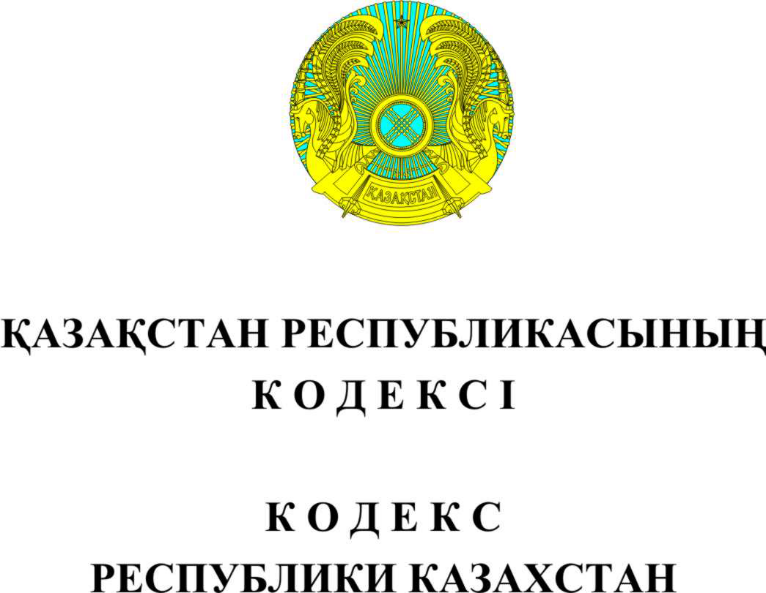 ҚАЗАҚСТАН
ҚАЗАҚСТАН РЕСПУБЛИКАСЫНЫҢ
К О Д Е К С І
К О Д Е К С
РЕСПУБЛИКИ КАЗАХСТАН